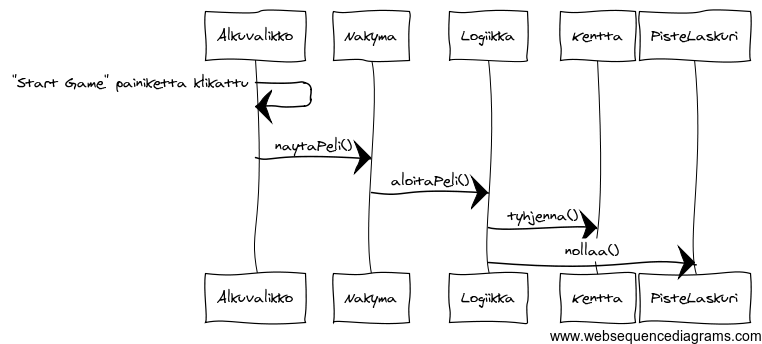 Alkuvalikko Nakyma Logiikka Kentta PisteLaskuri
"Start Game" painiketta klikattu
naytaPeli()
aloitaPeli()
tyhjenna()
nollaa()
Alkuvalikko Nakyma Logiikka Kentta PisteLaskuri
www.websequencediagrams.com